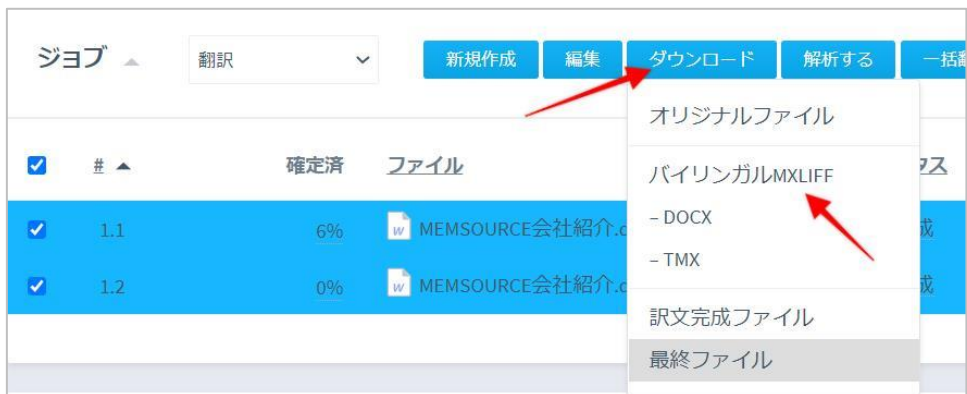 ジョブ 翻訳 新規作成 編集 ダウンロード 解析する 一括翻
オリジナルファイル
# 確定済 ファイル
バイリンガルMXLIFF
– DOCX
– TMX
1.1 6% MEMSOURCE会社紹介.d 成
1.2 0% MEMSOURCE会社紹介.d 成
訳文完成ファイル
最終ファイル